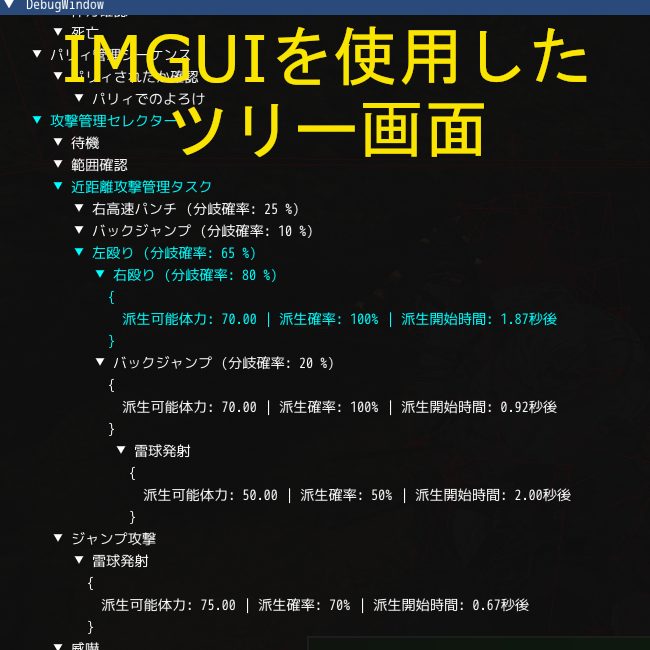 DebugWindow
体力確認
▼ 死亡
▼ パリィ管理シーケンス
▼ パリィされたか確認
▼ パリィでのよろけ
IMGUIを使用した
ツリー画面
▼ 攻撃管理セレクター
▼ 待機
▼ 範囲確認
▼ 近距離攻撃管理タスク
▼ 右高速パンチ (分岐確率: 25 %)
▼ バックジャンプ (分岐確率: 10 %)
▼ 左殴り (分岐確率: 65 %)
▼ 右殴り (分岐確率: 80 %)
{
派生可能体力: 70.00 | 派生確率: 100% | 派生開始時間: 1.87秒後
}
▼ バックジャンプ (分岐確率: 20 %)
{
派生可能体力: 70.00 | 派生確率: 100% | 派生開始時間: 0.92秒後
}
▼ 雷球発射
{
派生可能体力: 50.00 | 派生確率: 50% | 派生開始時間: 2.00秒後
}
▼ ジャンプ攻撃
▼ 雷球発射
{
派生可能体力: 75.00 | 派生確率: 70% | 派生開始時間: 0.67秒後
}
▼ 威嚇